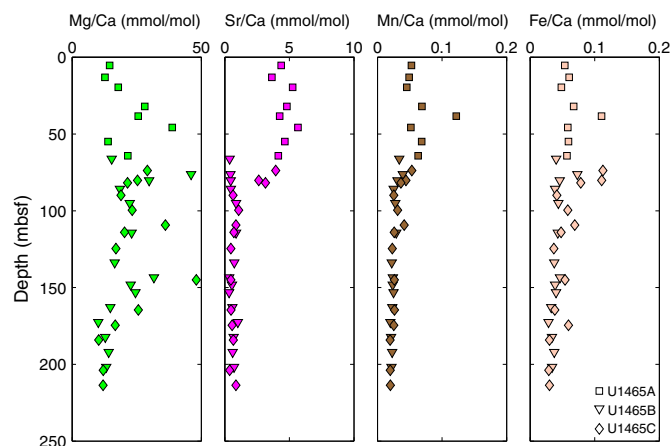 Mg/Ca (mmol/mol) Sr/Ca (mmol/mol) Mn/Ca (mmol/mol) Fe/Ca (mmol/mol)
0 50 0 5 10 0 0.1 0.2 0 0.1 0.2
0
50
100
150
200
250
Depth (mbsf)
U1465A
U1465B
U1465C